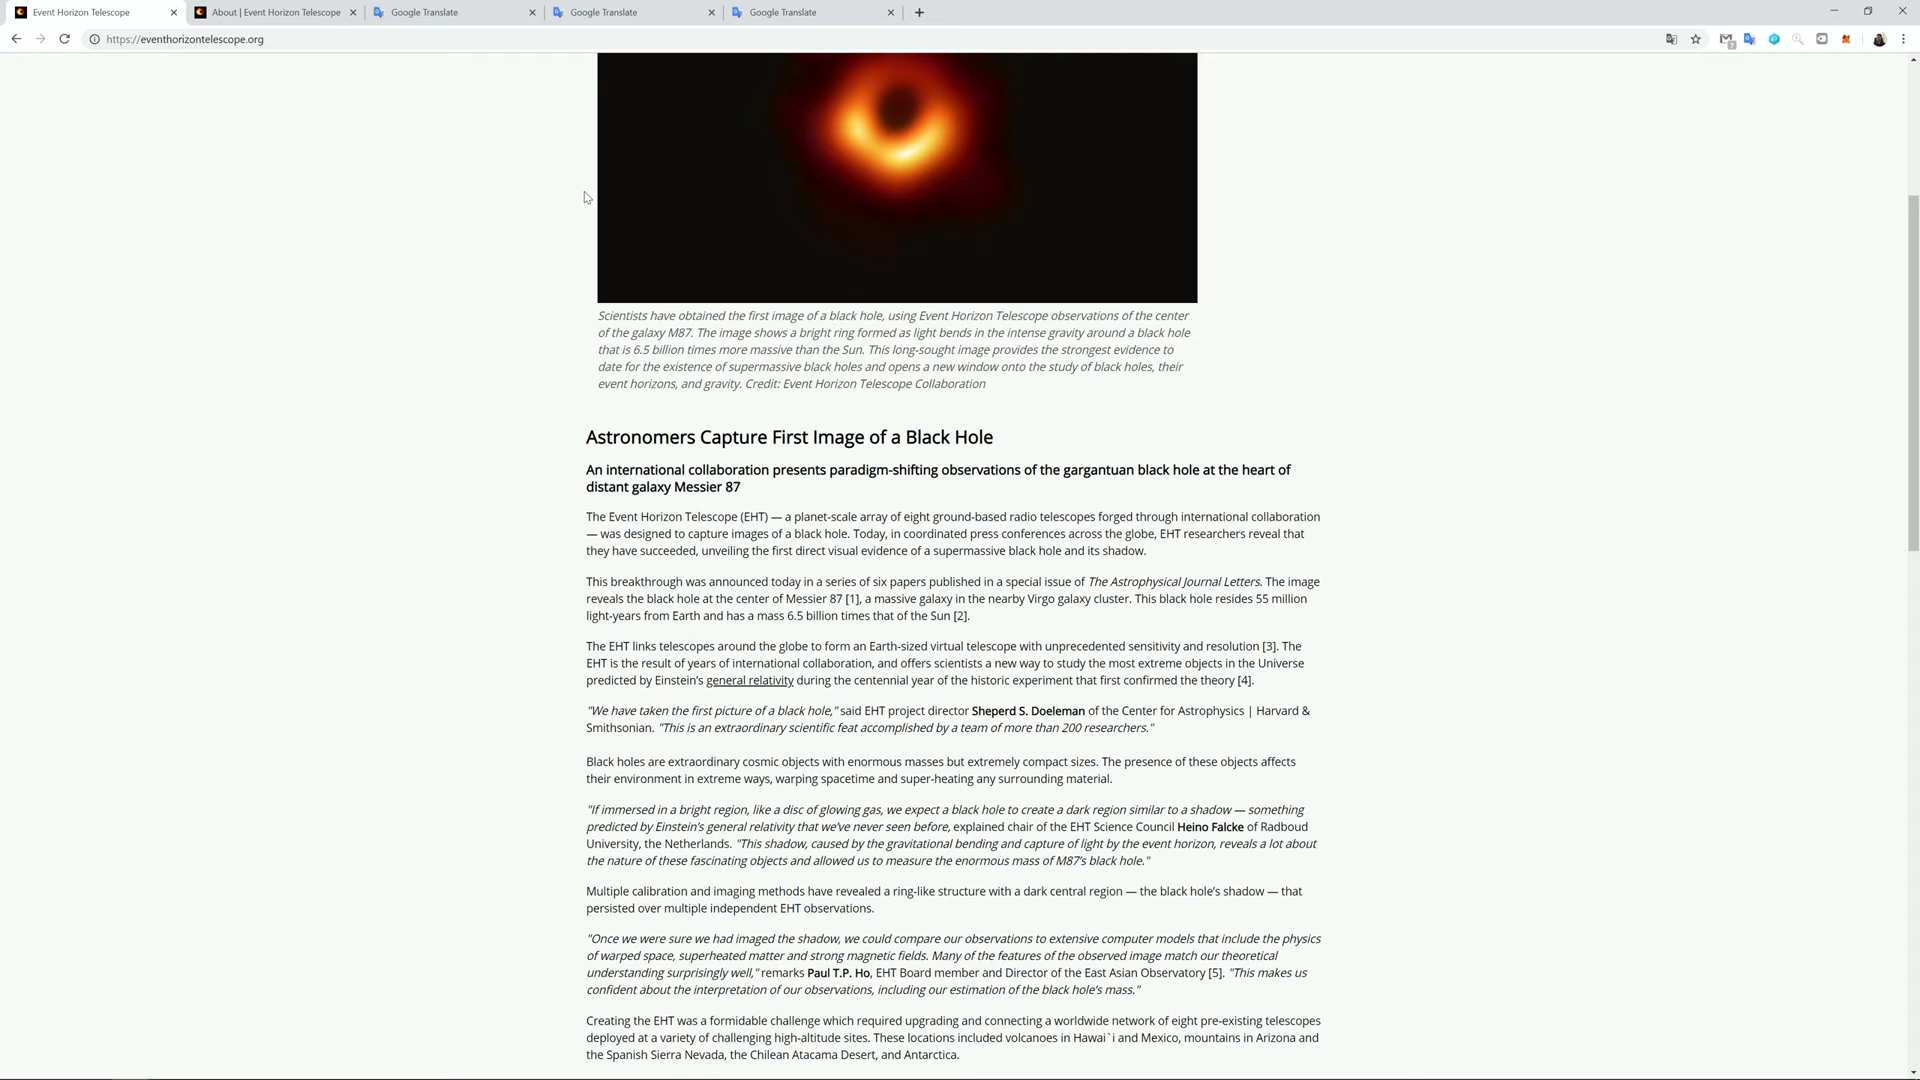 Event Horizon Telescope
About | Event Horizon Telescope
Google Translate
Google Translate
Google Translate
https://eventhorizontelescope.org
Scientists have obtained the first image of a black hole, using Event Horizon Telescope observations of the center
of the galaxy M87. The image shows a bright ring formed as light bends in the intense gravity around a black hole
that is 6.5 billion times more massive than the Sun. This long-sought image provides the strongest evidence to
date for the existence of supermassive black holes and opens a new window onto the study of black holes, their
event horizons, and gravity. Credit: Event Horizon Telescope Collaboration
Astronomers Capture First Image of a Black Hole
An international collaboration presents paradigm-shifting observations of the gargantuan black hole at the heart of
distant galaxy Messier 87
The Event Horizon Telescope (EHT) — a planet-scale array of eight ground-based radio telescopes forged through international collaboration
— was designed to capture images of a black hole. Today, in coordinated press conferences across the globe, EHT researchers reveal that
they have succeeded, unveiling the first direct visual evidence of a supermassive black hole and its shadow.
This breakthrough was announced today in a series of six papers published in a special issue of The Astrophysical Journal Letters. The image
reveals the black hole at the center of Messier 87 [1], a massive galaxy in the nearby Virgo galaxy cluster. This black hole resides 55 million
light-years from Earth and has a mass 6.5 billion times that of the Sun [2].
The EHT links telescopes around the globe to form an Earth-sized virtual telescope with unprecedented sensitivity and resolution [3]. The
EHT is the result of years of international collaboration, and offers scientists a new way to study the most extreme objects in the Universe
predicted by Einstein's general relativity during the centennial year of the historic experiment that first confirmed the theory [4].
"We have taken the first picture of a black hole," said EHT project director Sheperd S. Doeleman of the Center for Astrophysics | Harvard &
Smithsonian. "This is an extraordinary scientific feat accomplished by a team of more than 200 researchers."
Black holes are extraordinary cosmic objects with enormous masses but extremely compact sizes. The presence of these objects affects
their environment in extreme ways, warping spacetime and super-heating any surrounding material.
"If immersed in a bright region, like a disc of glowing gas, we expect a black hole to create a dark region similar to a shadow — something
predicted by Einstein's general relativity that we've never seen before, explained chair of the EHT Science Council Heino Falcke of Radboud
University, the Netherlands. "This shadow, caused by the gravitational bending and capture of light by the event horizon, reveals a lot about
the nature of these fascinating objects and allowed us to measure the enormous mass of M87's black hole."
Multiple calibration and imaging methods have revealed a ring-like structure with a dark central region — the black hole's shadow — that
persisted over multiple independent EHT observations.
"Once we were sure we had imaged the shadow, we could compare our observations to extensive computer models that include the physics
of warped space, superheated matter and strong magnetic fields. Many of the features of the observed image match our theoretical
understanding surprisingly well," remarks Paul T.P. Ho, EHT Board member and Director of the East Asian Observatory [5]. "This makes us
confident about the interpretation of our observations, including our estimation of the black hole's mass."
Creating the EHT was a formidable challenge which required upgrading and connecting a worldwide network of eight pre-existing telescopes
deployed at a variety of challenging high-altitude sites. These locations included volcanoes in Hawai`i and Mexico, mountains in Arizona and
the Spanish Sierra Nevada, the Chilean Atacama Desert, and Antarctica.